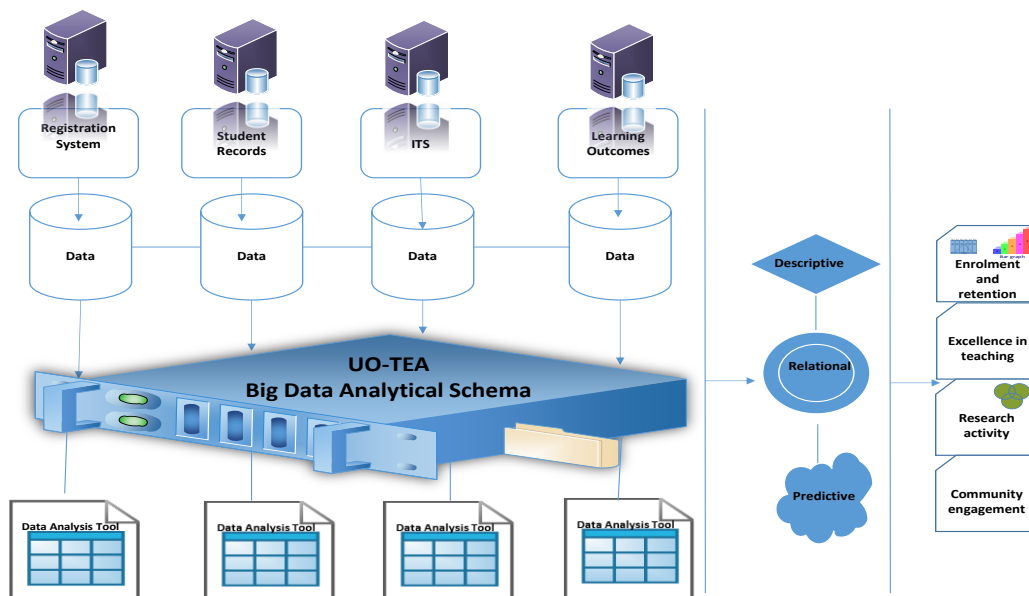 Registration
System
Student
Records
ITS
Learning
Outcomes
Data
Data
Data
Data
UO-TEA
Big Data Analytical Schema
Data Analysis Tool
Data Analysis Tool
Data Analysis Tool
Data Analysis Tool
Descriptive
Relational
Predictive
Bar graph
Enrolment
and
retention
Excellence in
teaching
Research
activity
Community
engagement